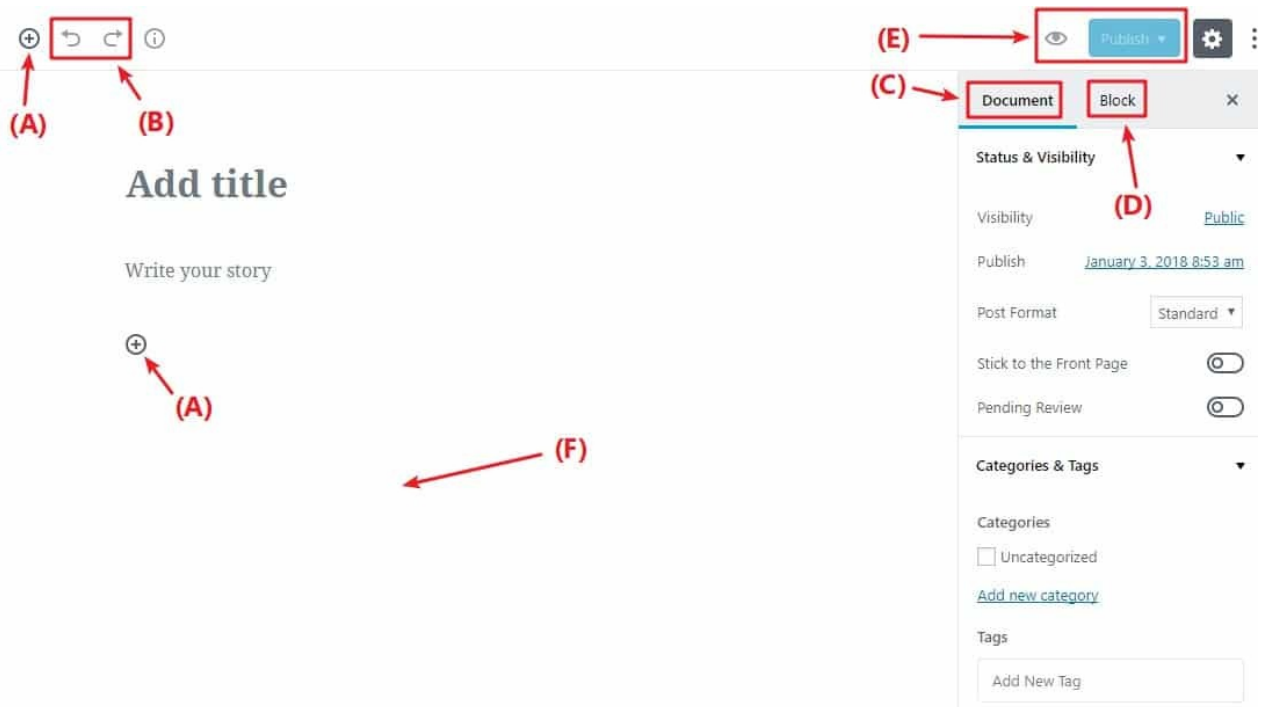 (E)
Publish
(C)
Document
Block
(A)
(B)
Status & Visibility
Add title
(D)
Visibility
Public
Write your story
Publish
January 3, 2018 8:53 am
Post Format
Standard
Stick to the Front Page
(A)
Pending Review
(F)
Categories & Tags
Categories
Uncategorized
Add new category
Tags
Add New Tag